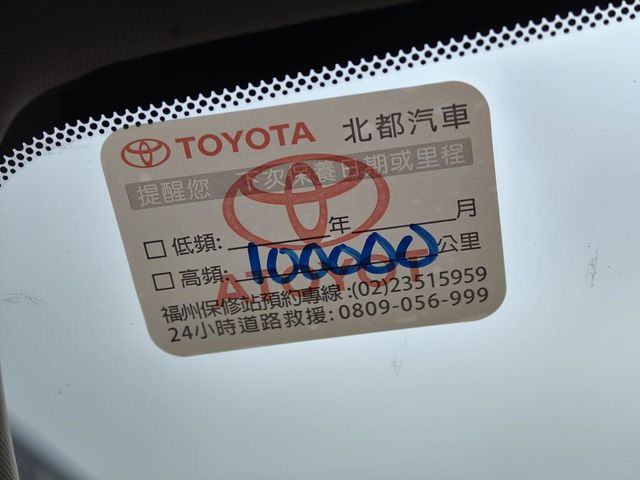 TOYOTA 北都汽車
提醒您 下次保養日期或里程
低頻: 年 月
高頻: 100000 公里
福州保修站預約專線:(02)23515959
24小時道路救援:0809-056-999
TOYOTA